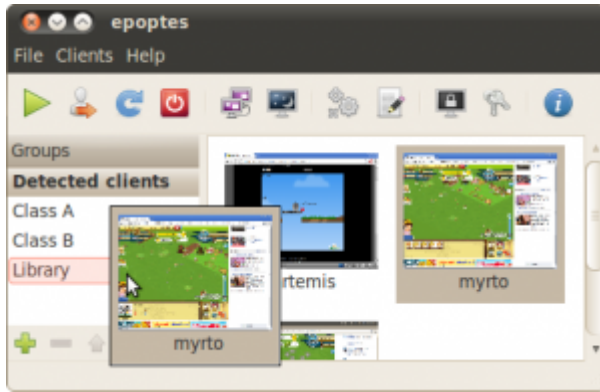 epoptes
File Clients Help
Groups
Detected clients
Class A
Class B
Library
rtemis
myrto
myrto